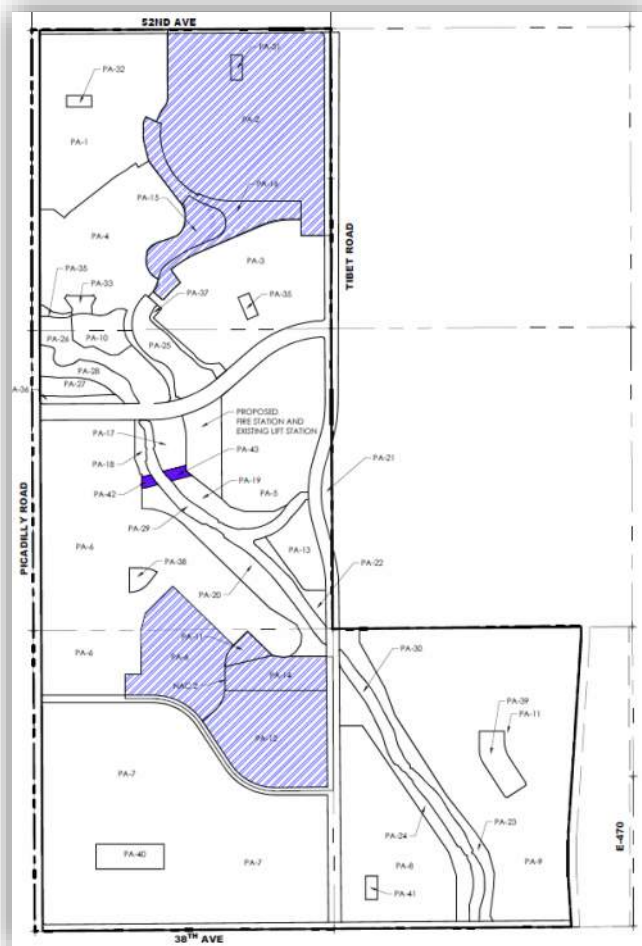 52ND AVE
PA-31
PA-32
PA-2
PA-1
PA-16
PA-15
PA-4
PA-3
TIBET ROAD
PA-35
PA-33
PA-37
PA-35
PA-26
PA-10
PA-25
PA-28
PA-27
A-36
PROPOSED
FIRE STATION AND
EXISTING LIFT STATION
PA-17
PA-43
PA-18
PA-21
PA-19
PA-42
PA-5
PICADILLY ROAD
PA-29
PA-13
PA-6
PA-38
PA-22
PA-20
PA-11
PA-30
PA-6
PA-6
NAC-2
PA-14
PA-39
PA-11
PA-12
PA-7
E-470
PA-24
PA-23
PA-40
PA-7
PA-8
PA-9
PA-41
38TH AVE